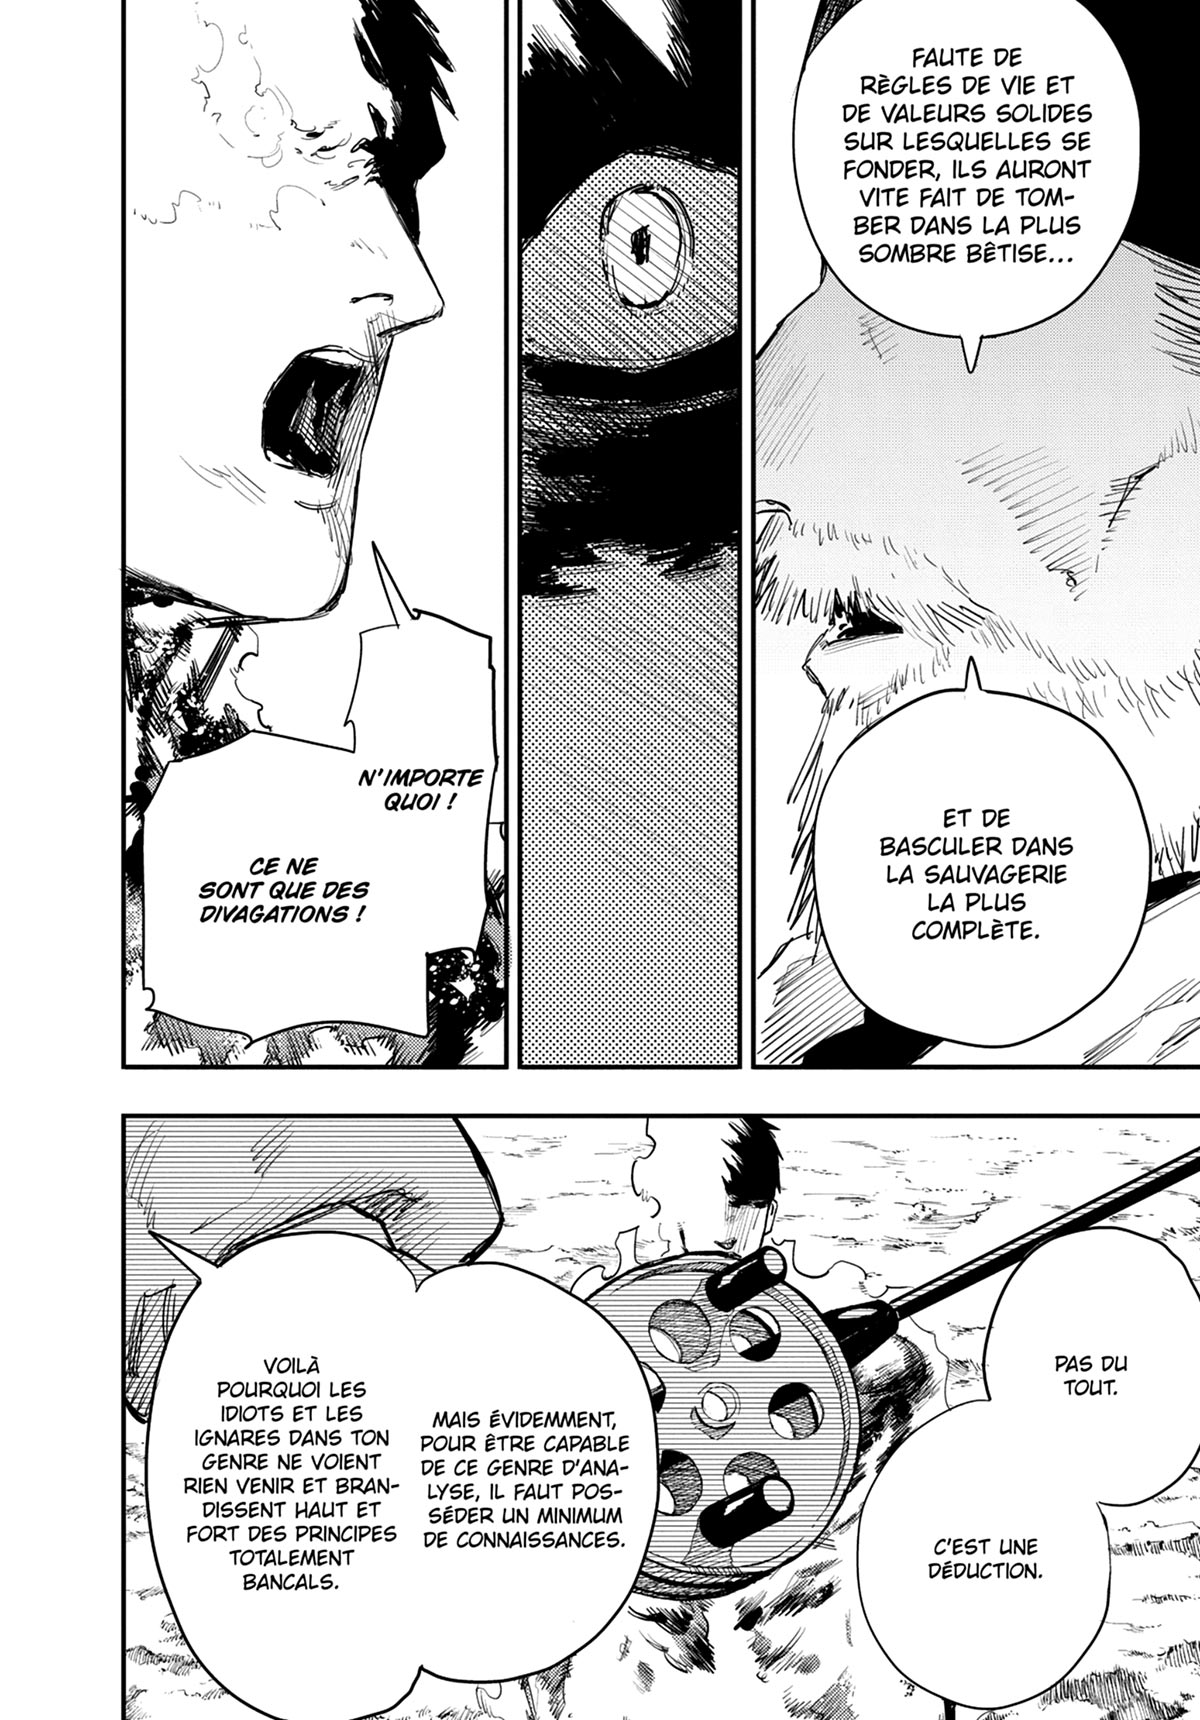 FAUTE DE
RÈGLES DE VIE ET
DE VALEURS SOLIDES
SUR LESQUELLES SE
FONDER, ILS AURONT
VITE FAIT DE TOM-
BER DANS LA PLUS
SOMBRE BÊTISE...
ET DE
BASCULER DANS
LA SAUVAGERIE
LA PLUS
COMPLÈTE.
N'IMPORTE
QUOI !
CE NE
SONT QUE DES
DIVAGATIONS !
PAS DU
TOUT.
C'EST UNE
DÉDUCTION.
MAIS ÉVIDEMMENT,
POUR ÊTRE CAPABLE
DE CE GENRE D'ANA-
LYSE, IL FAUT POS-
SÉDER UN MINIMUM
DE CONNAISSANCES.
VOILÀ
POURQUOI LES
IDIOTS ET LES
IGNARES DANS TON
GENRE NE VOIENT
RIEN VENIR ET BRAN-
DISSENT HAUT ET
FORT DES PRINCIPES
TOTALEMENT
BANCALS.